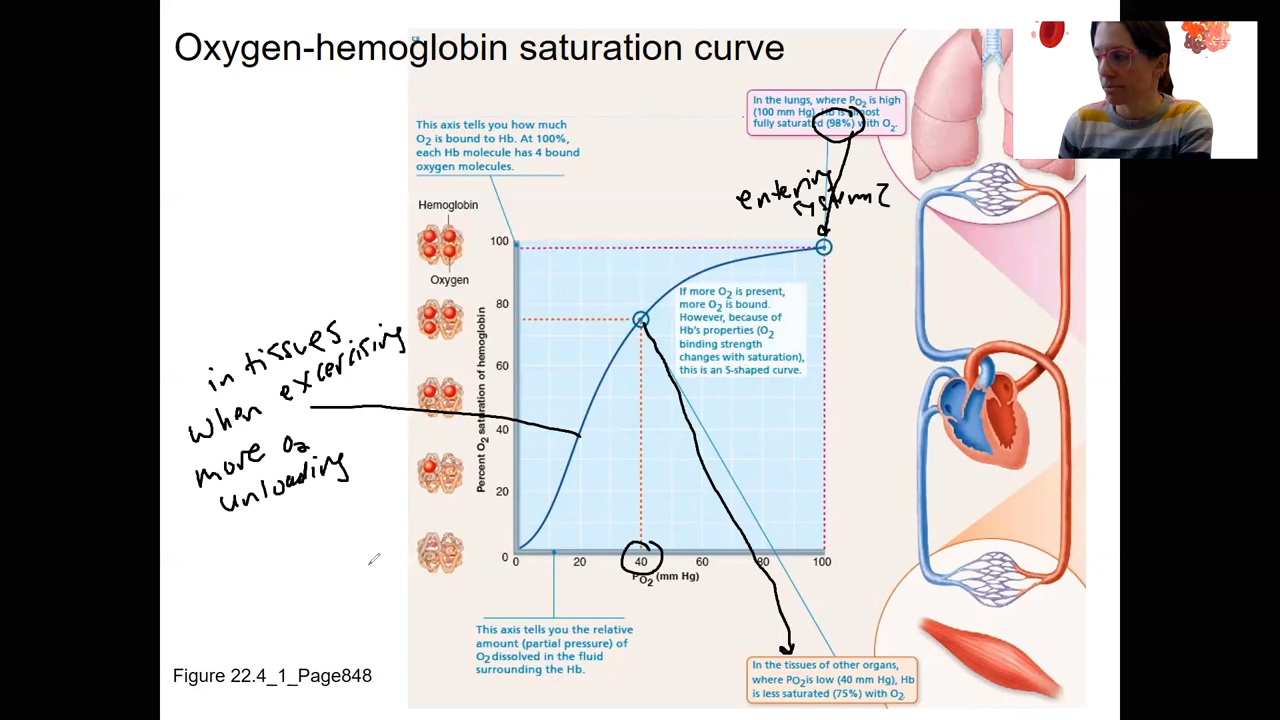 Oxygen-hemoglobin saturation curve
In the lungs, where PO2 is high
(100 mm Hg), Hb is almost
fully saturated (98%) with O2.
This axis tells you how much
O2 is bound to Hb. At 100%,
each Hb molecule has 4 bound
oxygen molecules.
entering
system?
Hemoglobin
Oxygen
100
80
60
40
20
0
Percent O2 saturation of hemoglobin
If more O2 is present,
more O2 is bound.
However, because of
Hb's properties (O2
binding strength
changes with saturation),
this is an S-shaped curve.
in tissues
when excercising
more O2
unloading
0 20 40 60 80 100
PO2 (mm Hg)
This axis tells you the relative
amount (partial pressure) of
O2 dissolved in the fluid
surrounding the Hb.
In the tissues of other organs,
where PO2 is low (40 mm Hg), Hb
is less saturated (75%) with O2.
Figure 22.4_1_Page848